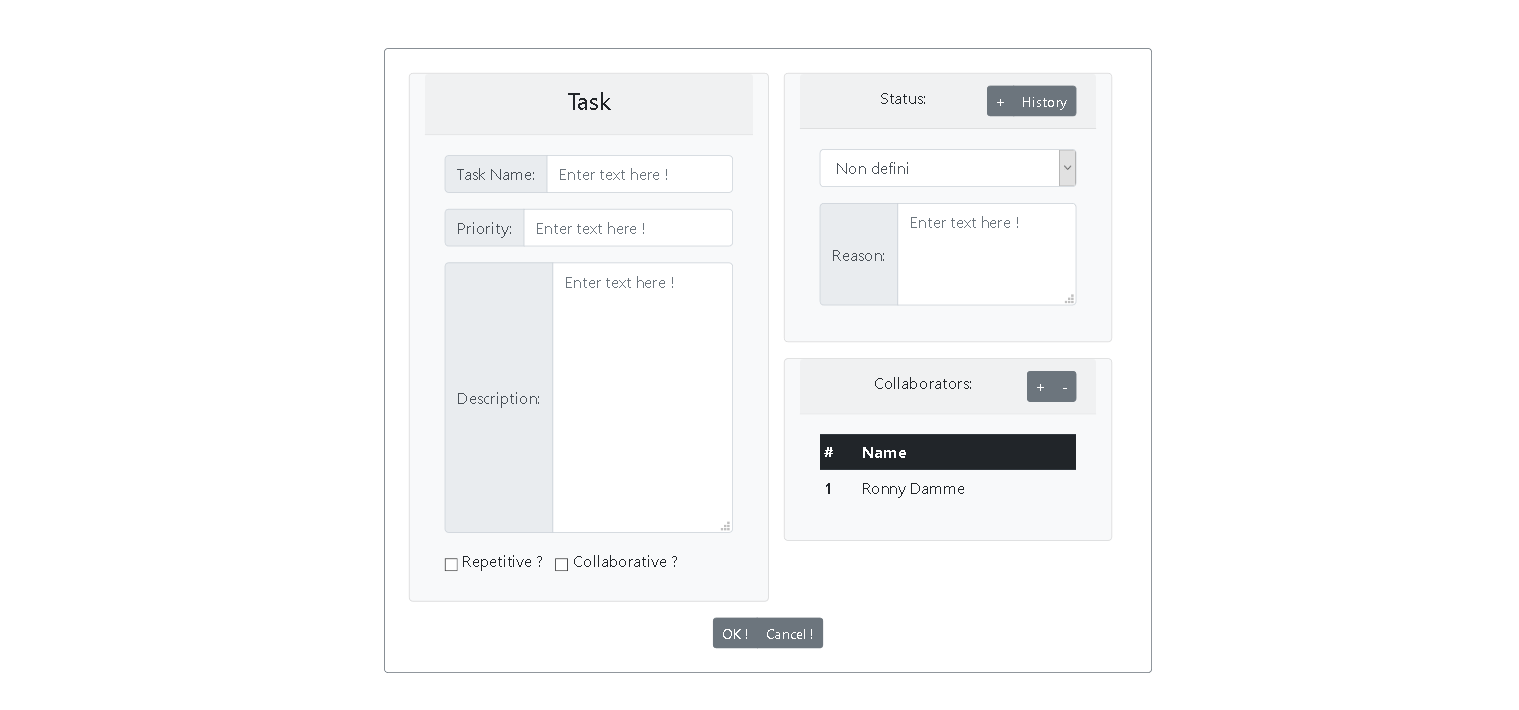 Task
Task Name: Enter text here !
Priority: Enter text here !
Description: Enter text here !
Repetitive ? Collaborative ?
Status: + History
Non defini
Reason: Enter text here !
Collaborators: + -
# Name
1 Ronny Damme
OK ! Cancel !